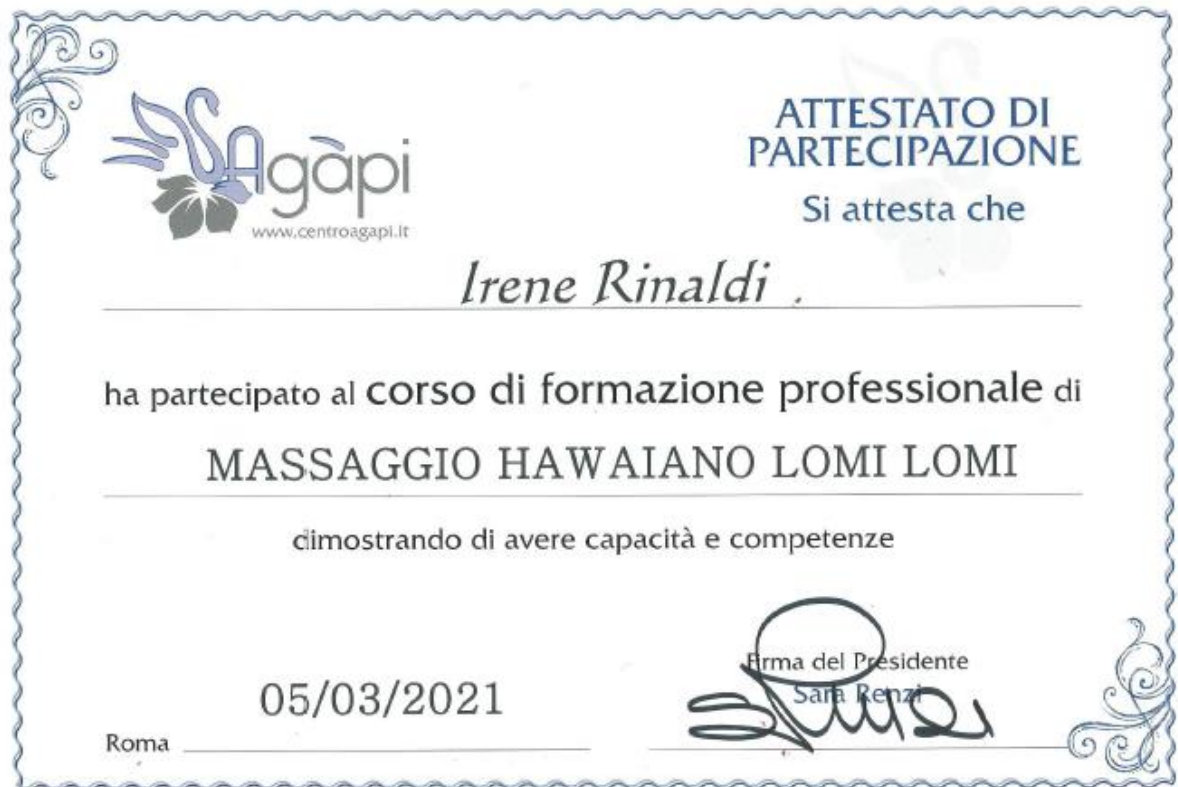 Agàpi
www.centroagapi.it
ATTESTATO DI
PARTECIPAZIONE
Si attesta che
Irene Rinaldi
ha partecipato al corso di formazione professionale di
MASSAGGIO HAWAIANO LOMI LOMI
dimostrando di avere capacità e competenze
Firma del Presidente
Sara Renzi
05/03/2021
Roma